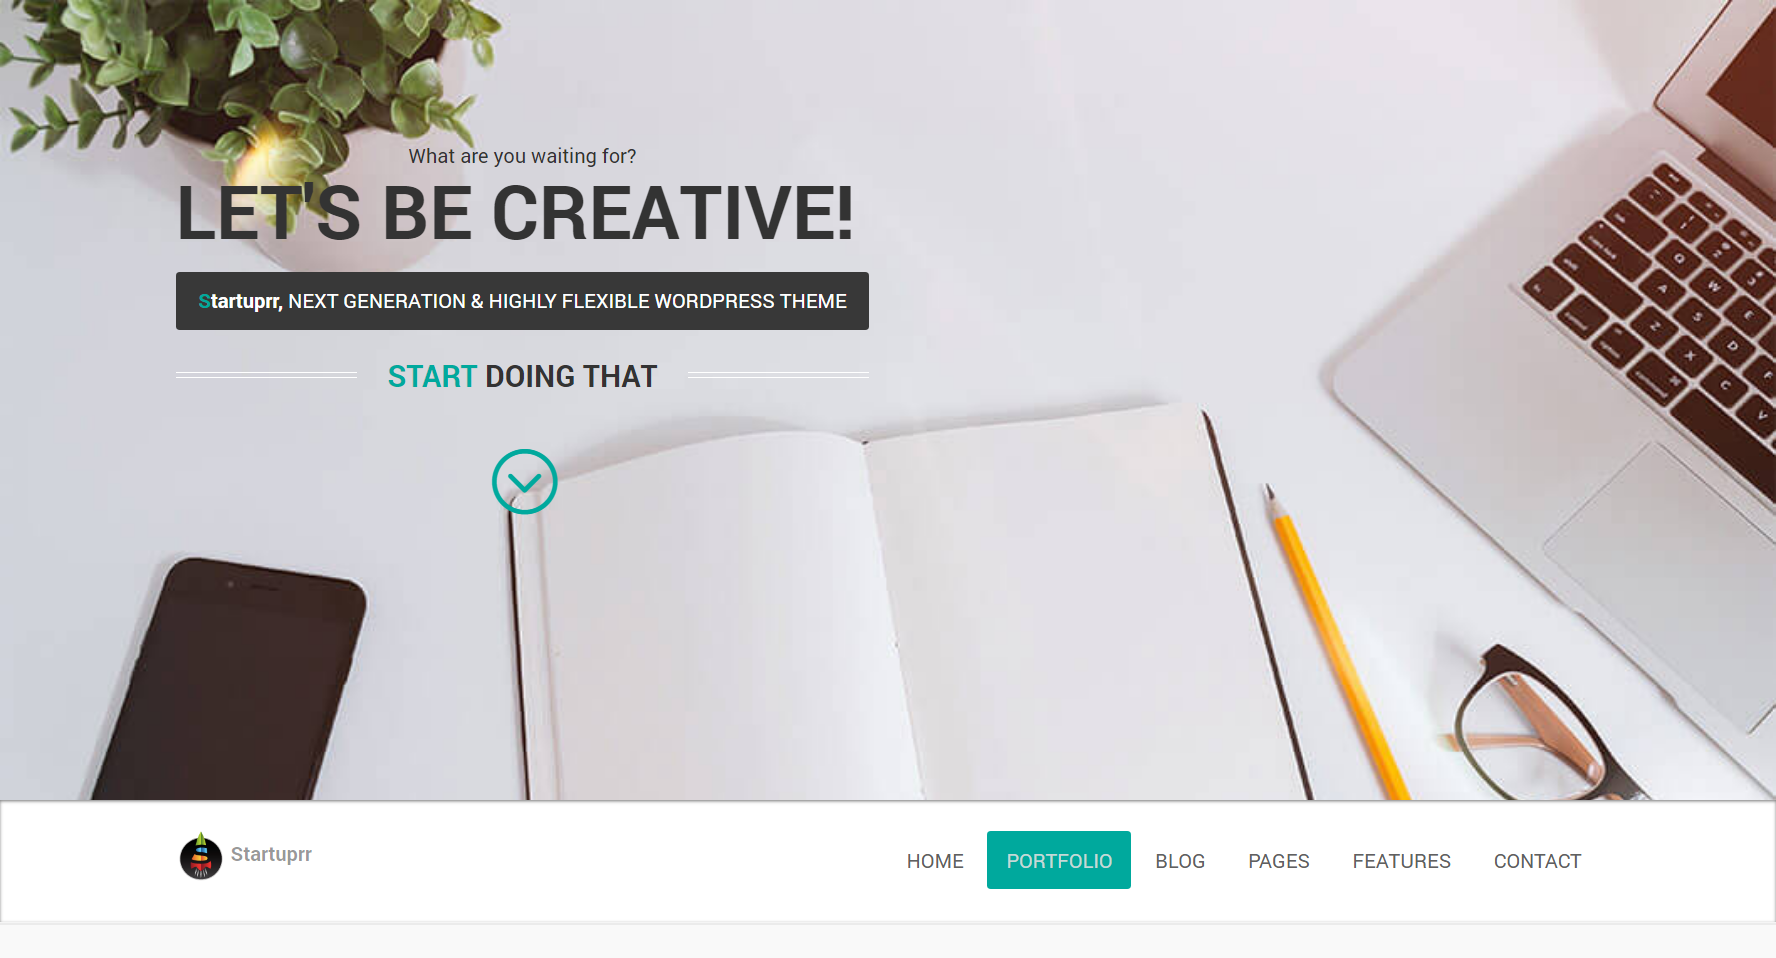 What are you waiting for?
LET'S BE CREATIVE!
Startuprr, NEXT GENERATION & HIGHLY FLEXIBLE WORDPRESS THEME
START DOING THAT
Startuprr
HOME PORTFOLIO BLOG PAGES FEATURES CONTACT